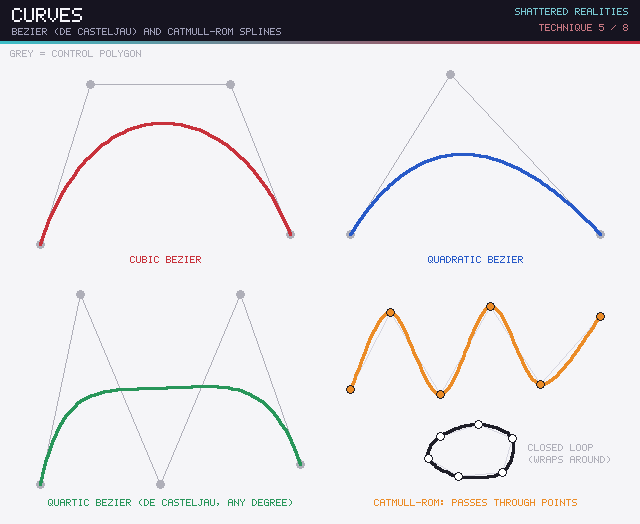 CURVES
BEZIER (DE CASTELJAU) AND CATMULL-ROM SPLINES
SHATTERED REALITIES
TECHNIQUE 5 / 8
GREY = CONTROL POLYGON
CUBIC BEZIER
QUADRATIC BEZIER
CLOSED LOOP
(WRAPS AROUND)
QUARTIC BEZIER (DE CASTELJAU, ANY DEGREE)
CATMULL-ROM: PASSES THROUGH POINTS